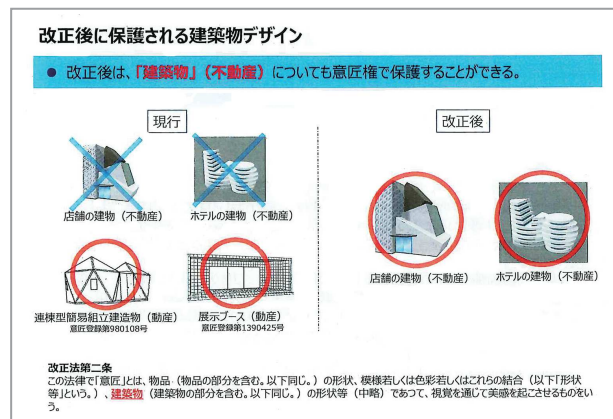 改正後に保護される建築物デザイン
● 改正後は、「建築物」（不動産）についても意匠権で保護することができる。
現行
改正後
店舗の建物（不動産）
ホテルの建物（不動産）
店舗の建物（不動産）
ホテルの建物（不動産）
連棟型簡易組立建造物（動産）
意匠登録第980108号
展示ブース（動産）
意匠登録第1390425号
改正法第二条
この法律で「意匠」とは、物品（物品の部分を含む。以下同じ。）の形状、模様若しくは色彩若しくはこれらの結合（以下「形状
等」という。）、建築物（建築物の部分を含む。以下同じ。）の形状等（中略）であつて、視覚を通じて美感を起こさせるものをい
う。